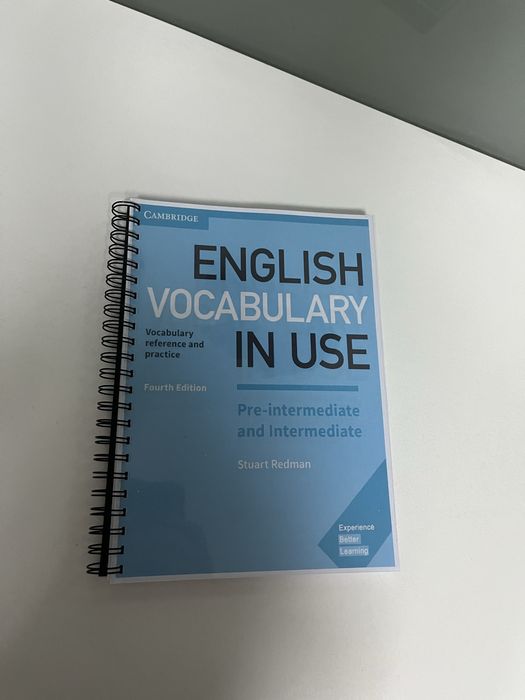 CAMBRIDGE
ENGLISH
VOCABULARY
IN USE
Vocabulary
reference and
practice
Fourth Edition
Pre-intermediate
and Intermediate
Stuart Redman
Experience
Better
Learning